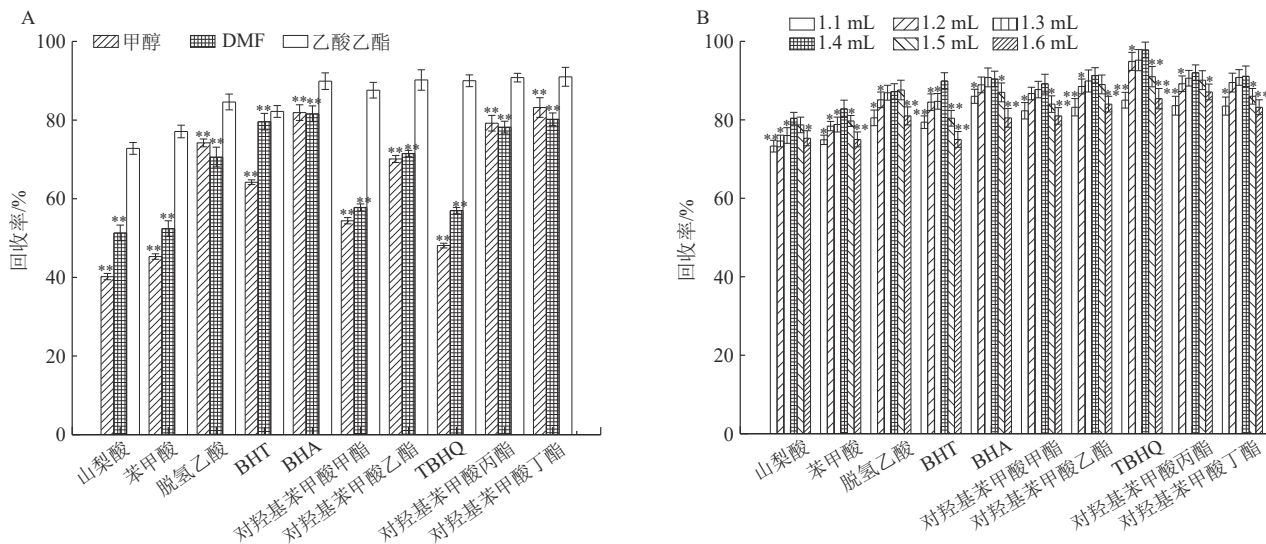 A
甲醇 DMF 乙酸乙酯
100
80
60
40
20
0
回收率/%
山梨酸
苯甲酸
脱氢乙酸
BHT
BHA
对羟基苯甲酸甲酯
对羟基苯甲酸乙酯
TBHQ
对羟基苯甲酸丙酯
对羟基苯甲酸丁酯
B
1.1 mL 1.2 mL 1.3 mL
1.4 mL 1.5 mL 1.6 mL
100
80
60
40
20
0
回收率/%
山梨酸
苯甲酸
脱氢乙酸
BHT
BHA
对羟基苯甲酸甲酯
对羟基苯甲酸乙酯
TBHQ
对羟基苯甲酸丙酯
对羟基苯甲酸丁酯